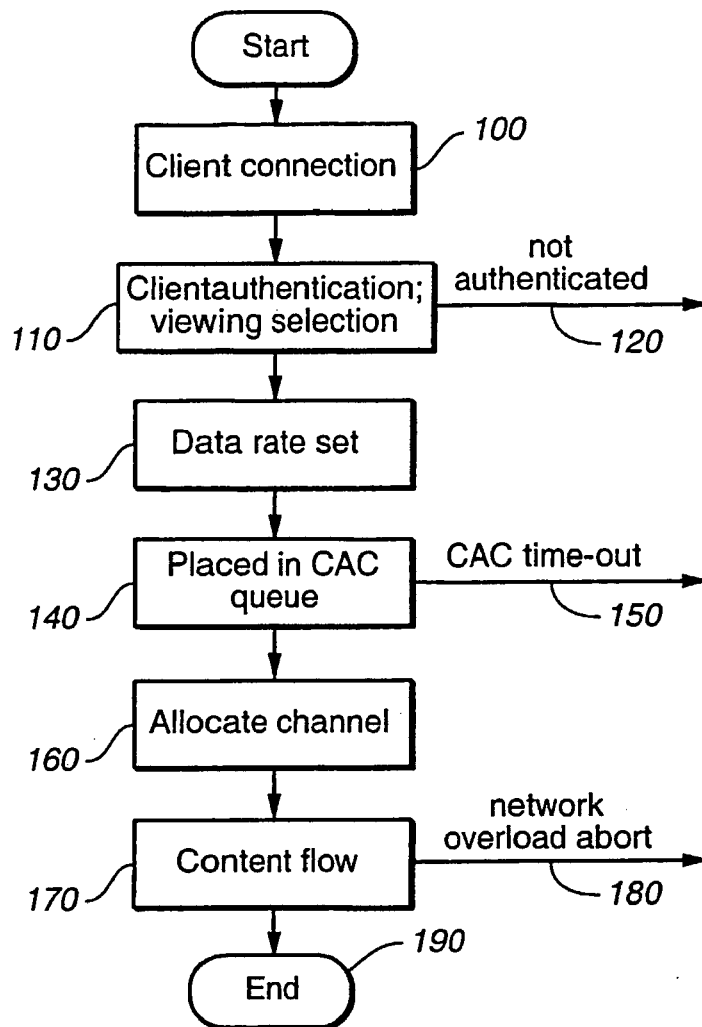 Start
Client connection
100
Clientauthentication;
viewing selection
110
not
authenticated
120
Data rate set
130
Placed in CAC
queue
140
CAC time-out
150
Allocate channel
160
Content flow
170
network
overload abort
180
End
190